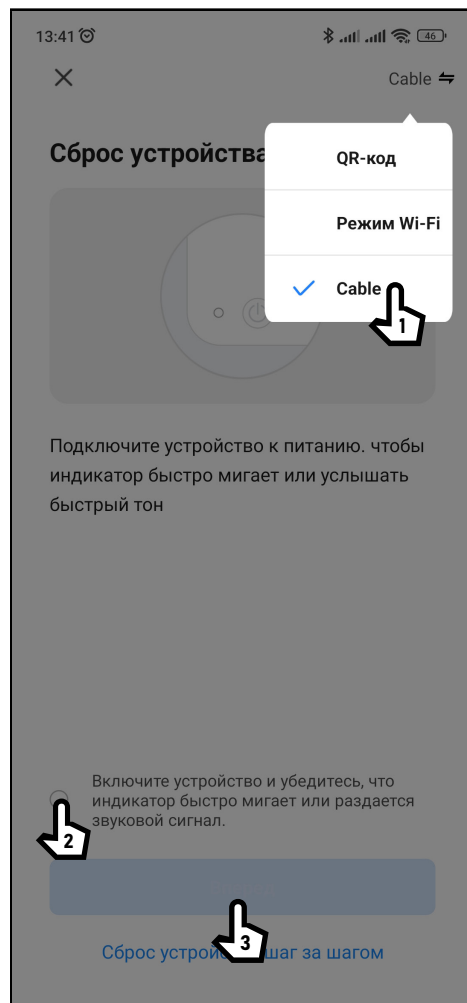 13:41
46
Cable
Сброс устройства
QR-код
Режим Wi-Fi
Cable
1
Подключите устройство к питанию. чтобы
индикатор быстро мигает или услышать
быстрый тон
Включите устройство и убедитесь, что
индикатор быстро мигает или раздается
звуковой сигнал.
2
3
Сброс шаг за шагом